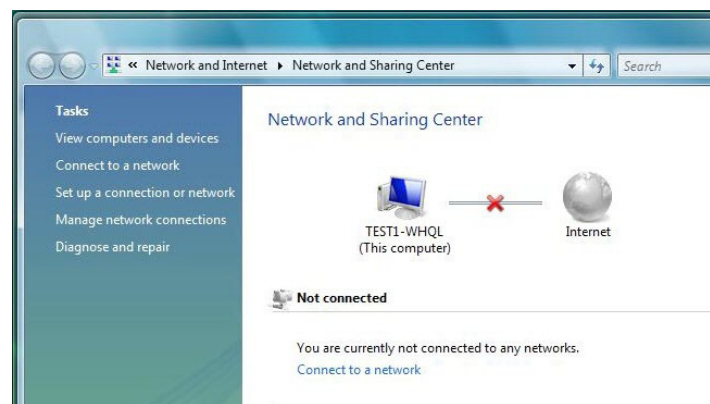 « Network and Internet ▸ Network and Sharing Center
Search
Tasks
View computers and devices
Connect to a network
Set up a connection or network
Manage network connections
Diagnose and repair
Network and Sharing Center
TEST1-WHQL
(This computer)
Internet
Not connected
You are currently not connected to any networks.
Connect to a network